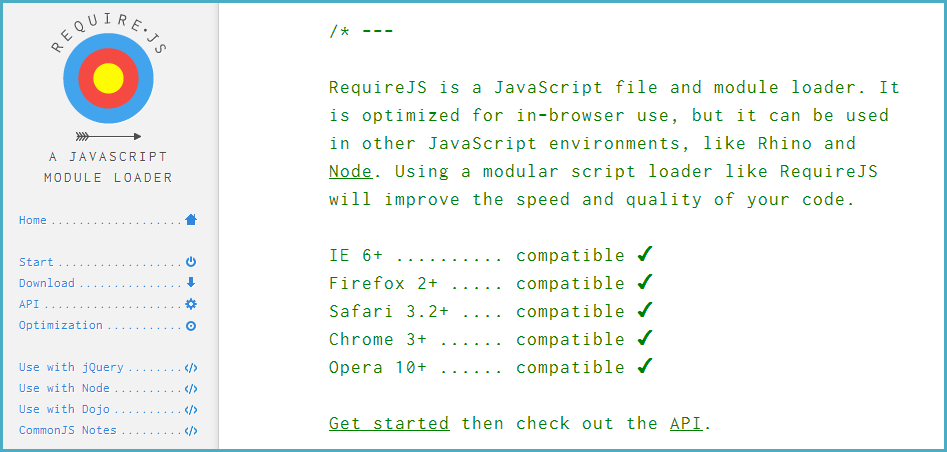 REQUIRE·JS
A JAVASCRIPT
MODULE LOADER
Home ...................
Start ..................
Download ...............
API ....................
Optimization ...........
Use with jQuery ........ </>
Use with Node .......... </>
Use with Dojo .......... </>
CommonJS Notes ......... </>
/* ---
RequireJS is a JavaScript file and module loader. It
is optimized for in-browser use, but it can be used
in other JavaScript environments, like Rhino and
Node. Using a modular script loader like RequireJS
will improve the speed and quality of your code.
IE 6+ .......... compatible ✔
Firefox 2+ ..... compatible ✔
Safari 3.2+ .... compatible ✔
Chrome 3+ ...... compatible ✔
Opera 10+ ...... compatible ✔
Get started then check out the API.